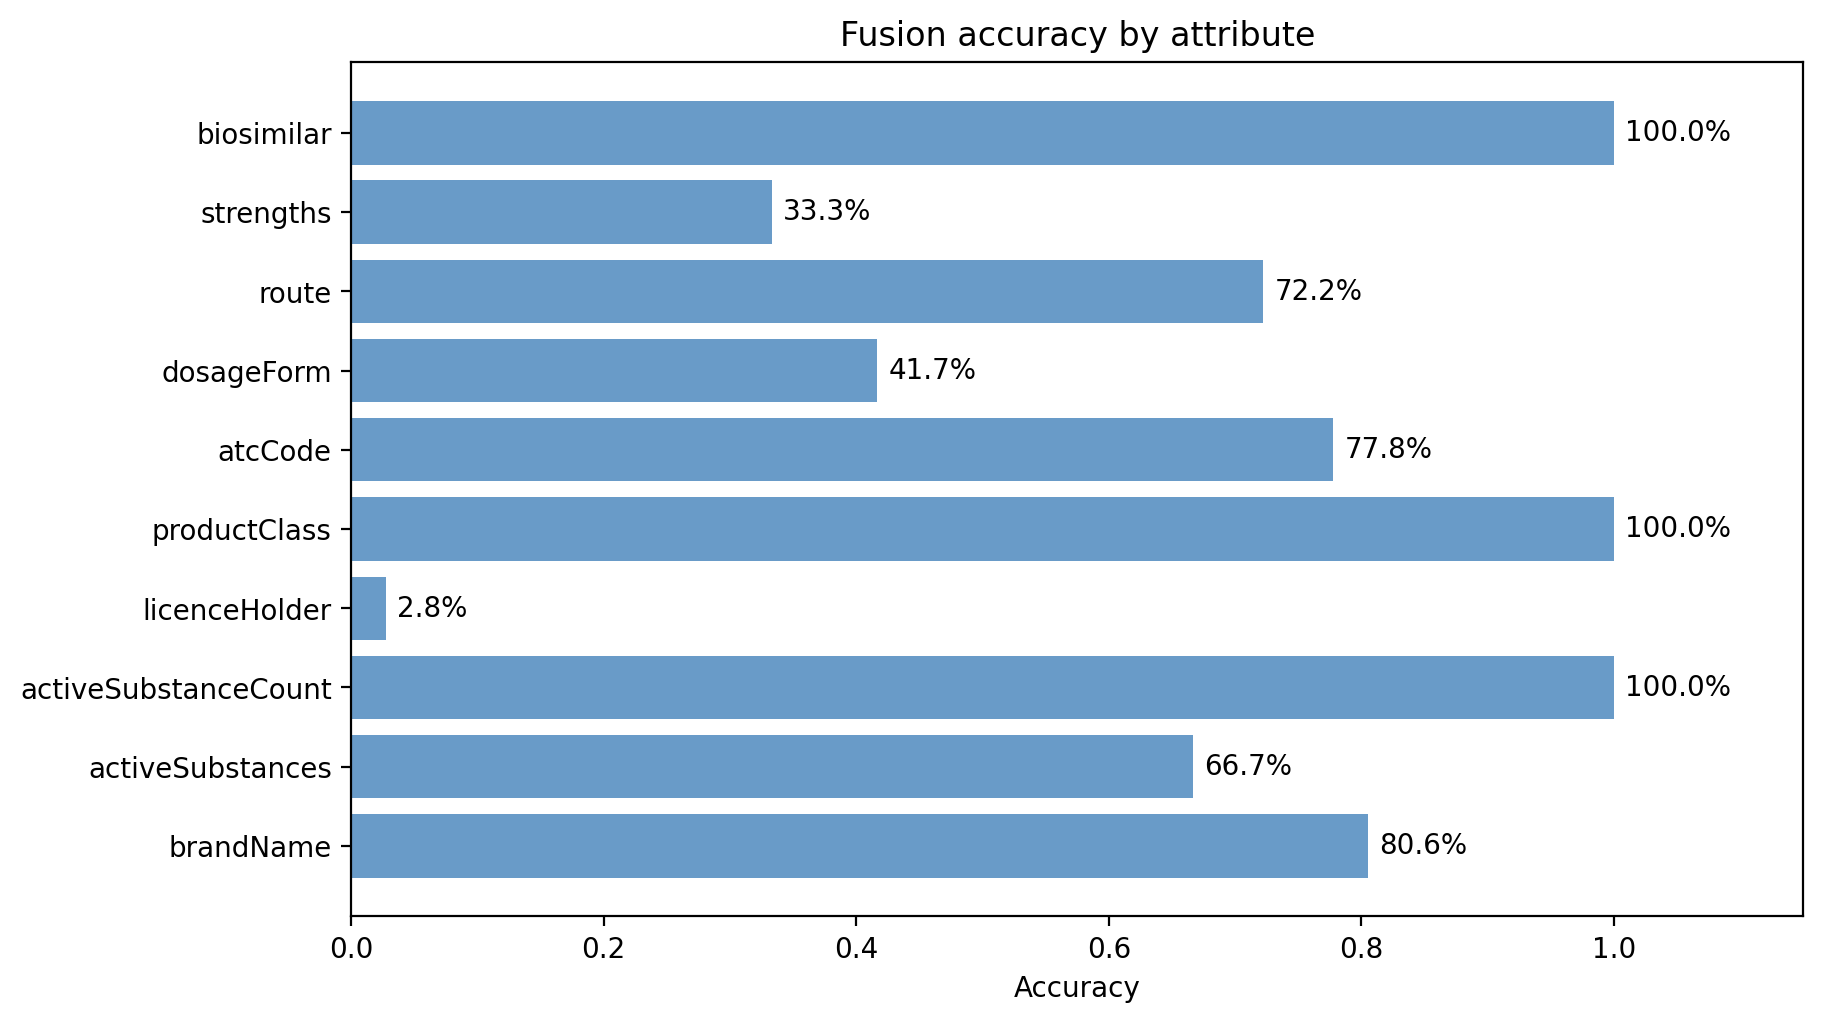 Fusion accuracy by attribute
biosimilar 100.0%
strengths 33.3%
route 72.2%
dosageForm 41.7%
atcCode 77.8%
productClass 100.0%
licenceHolder 2.8%
activeSubstanceCount 100.0%
activeSubstances 66.7%
brandName 80.6%
0.0 0.2 0.4 0.6 0.8 1.0
Accuracy